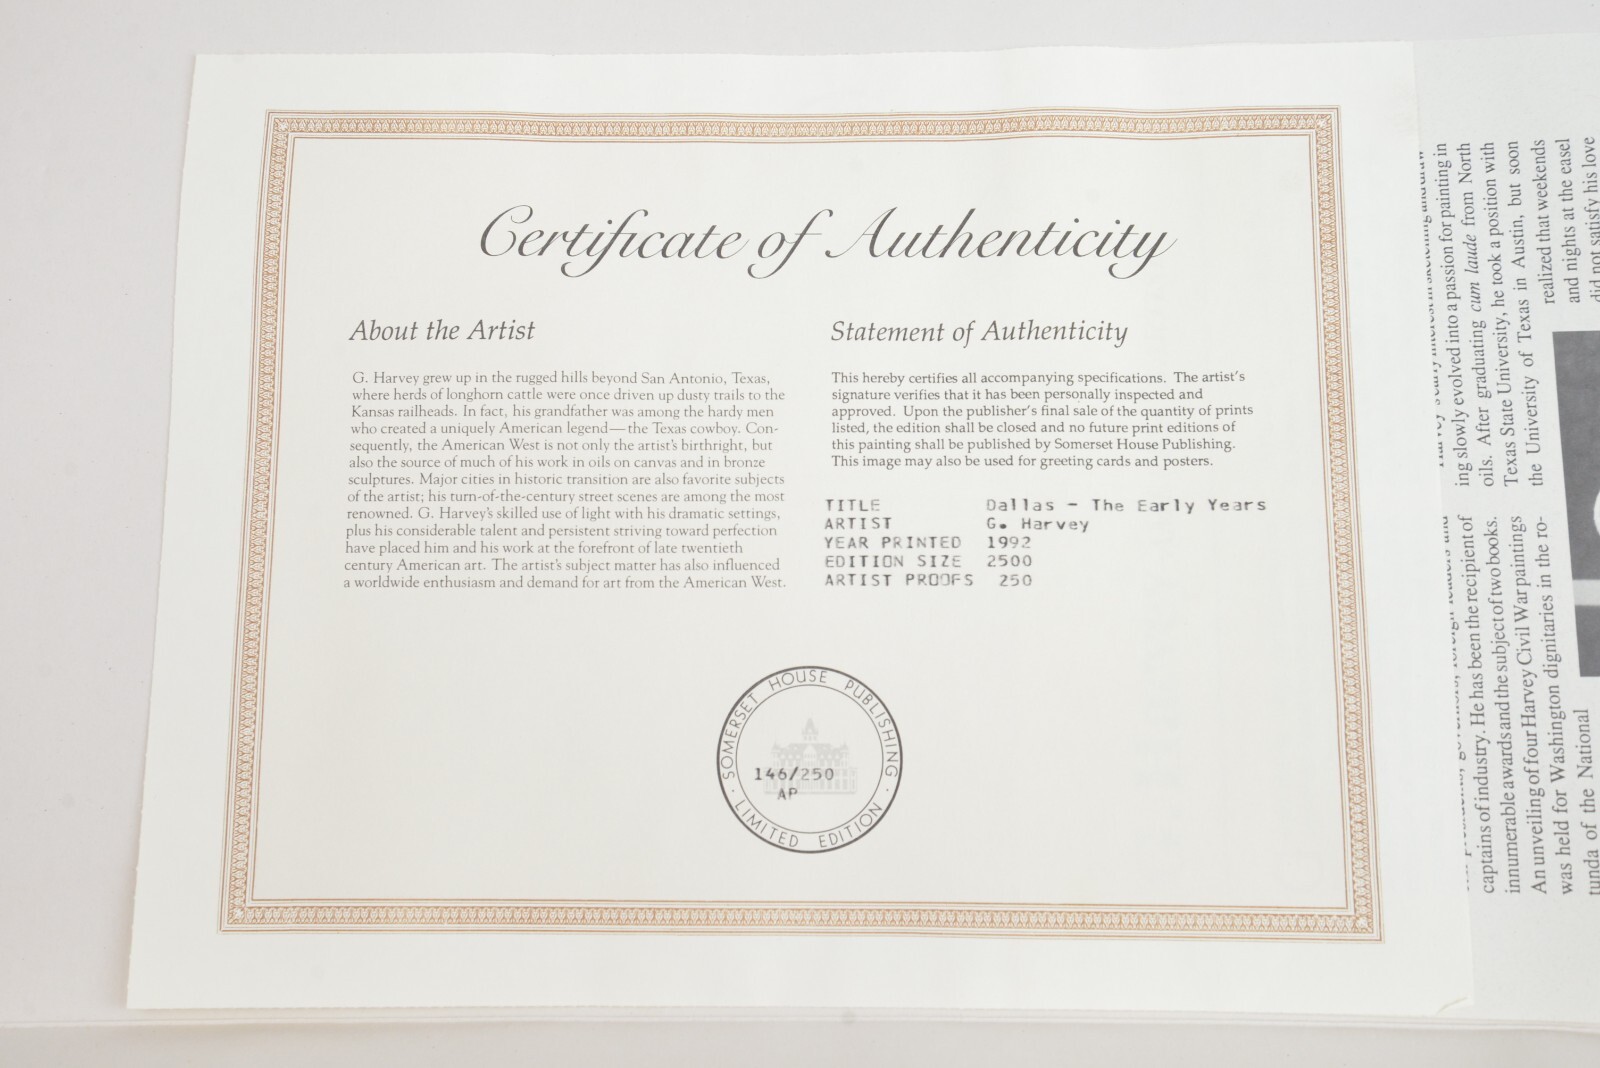 Certificate of Authenticity
About the Artist
G. Harvey grew up in the rugged hills beyond San Antonio, Texas,
where herds of longhorn cattle were once driven up dusty trails to the
Kansas railheads. In fact, his grandfather was among the hardy men
who created a uniquely American legend—the Texas cowboy. Con-
sequently, the American West is not only the artist's birthright, but
also the source of much of his work in oils on canvas and in bronze
sculptures. Major cities in historic transition are also favorite subjects
of the artist; his turn-of-the-century street scenes are among the most
renowned. G. Harvey's skilled use of light with his dramatic settings,
plus his considerable talent and persistent striving toward perfection
have placed him and his work at the forefront of late twentieth
century American art. The artist's subject matter has also influenced
a worldwide enthusiasm and demand for art from the American West.
Statement of Authenticity
This hereby certifies all accompanying specifications. The artist's
signature verifies that it has been personally inspected and
approved. Upon the publisher's final sale of the quantity of prints
listed, the edition shall be closed and no future print editions of
this painting shall be published by Somerset House Publishing.
This image may also be used for greeting cards and posters.
TITLE Dallas - The Early Years
ARTIST G. Harvey
YEAR PRINTED 1992
EDITION SIZE 2500
ARTIST PROOFS 250
SOMERSET HOUSE PUBLISHING
146/250
AP
LIMITED EDITION
ing slowly evolved into a passion for painting in
oils. After graduating cum laude from North
Texas State University, he took a position with
the University of Texas in Austin, but soon
realized that weekends
and nights at the easel
did not satisfy his love
captains of industry. He has been the recipient of
innumerable awards and the subject of two books.
An unveiling of four Harvey Civil War paintings
was held for Washington dignitaries in the ro-
tunda of the National